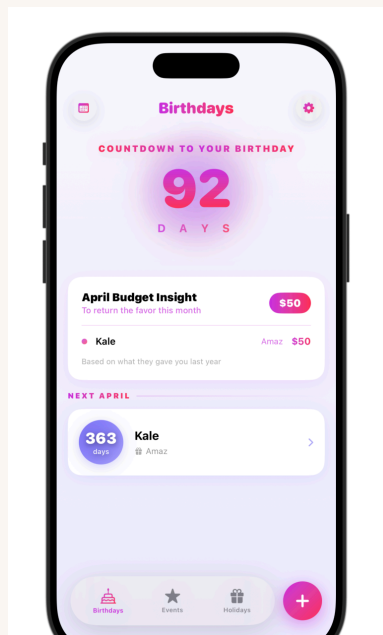 Birthdays
COUNTDOWN TO YOUR BIRTHDAY
92
DAYS
April Budget Insight
$50
To return the favor this month
Kale
Amaz $50
Based on what they gave you last year
NEXT APRIL
363
days
Kale
Amaz
Birthdays
Events
Holidays